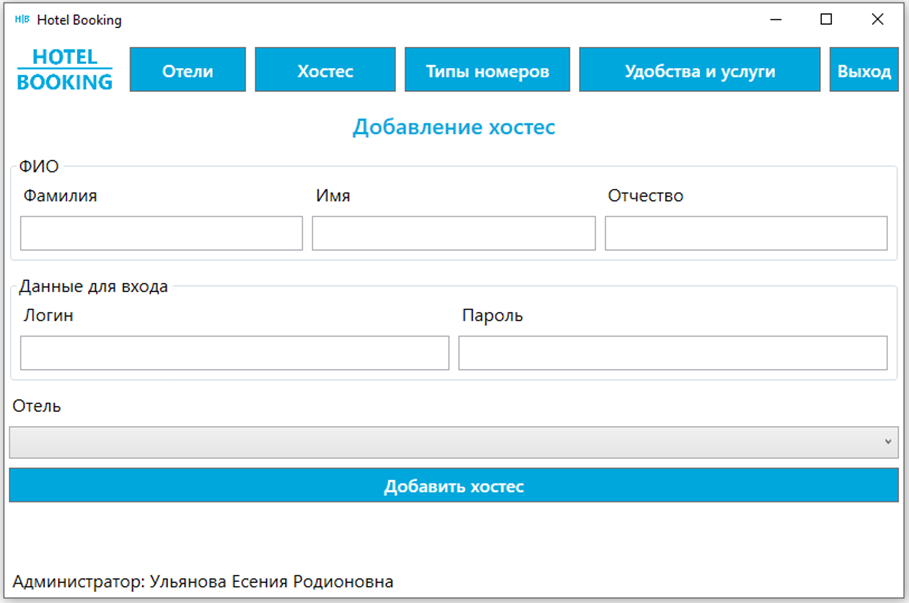 H|B Hotel Booking
HOTEL
BOOKING
Отели Хостес Типы номеров Удобства и услуги Выход
Добавление хостес
ФИО
Фамилия Имя Отчество
Данные для входа
Логин Пароль
Отель
Добавить хостес
Администратор: Ульянова Есения Родионовна